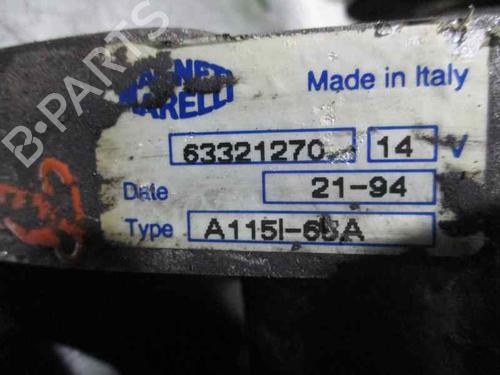 B-PARTS
MAGNETI
MARELLI
Made in Italy
63321270 14 V
Date 21-94
Type A115I-65A